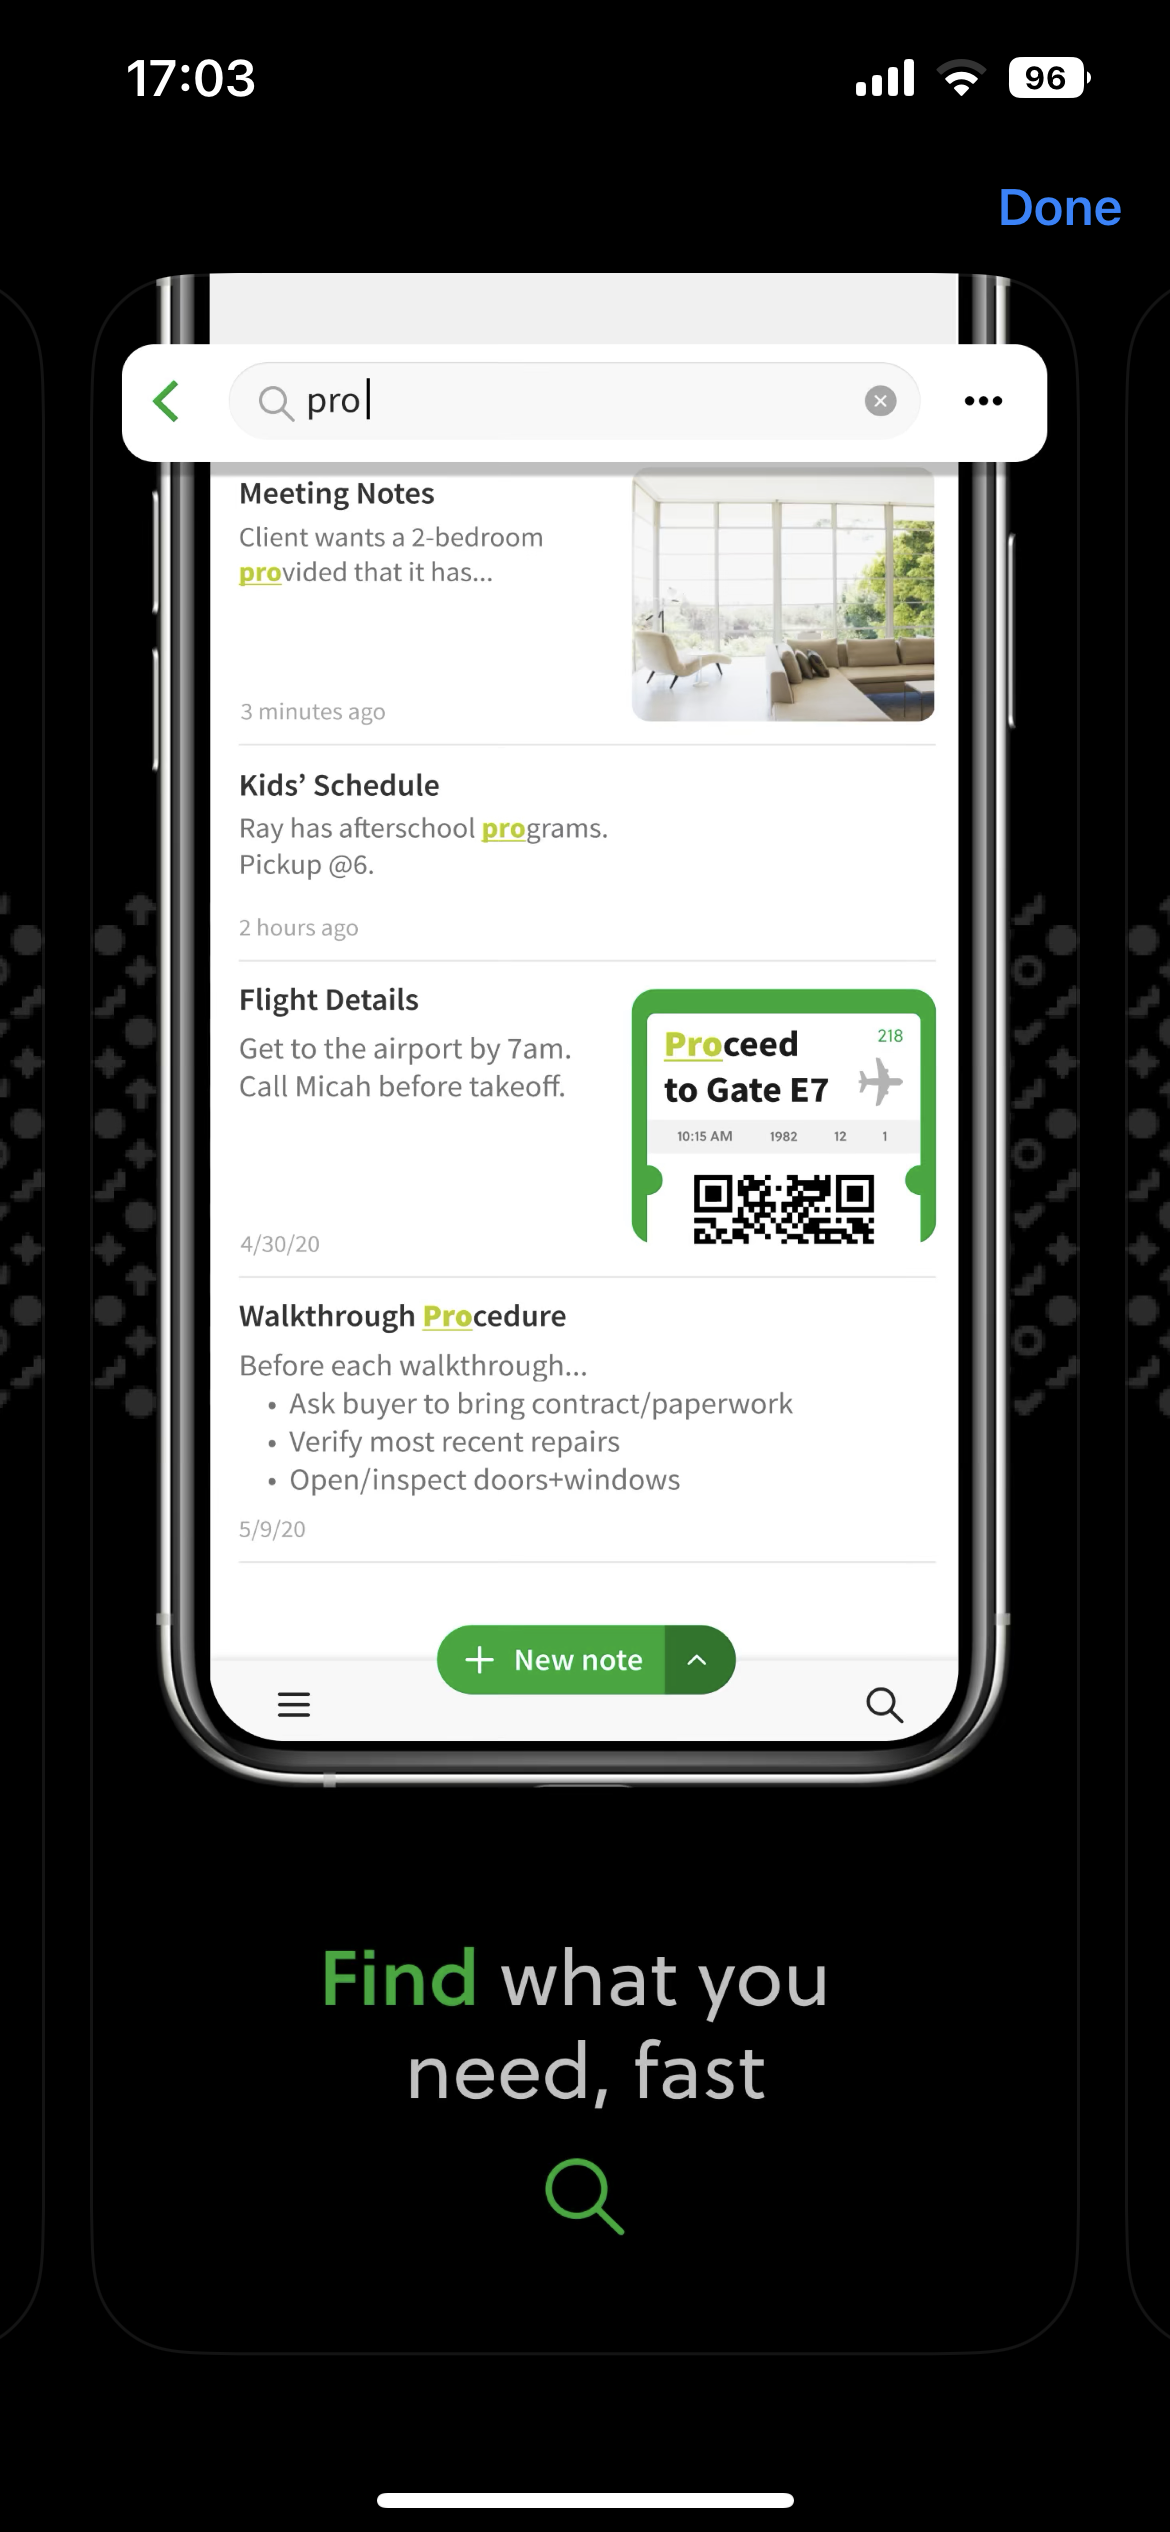 17:03
96
Done
pro
Meeting Notes
Client wants a 2-bedroom
provided that it has...
3 minutes ago
Kids’ Schedule
Ray has afterschool programs.
Pickup @6.
2 hours ago
Flight Details
Get to the airport by 7am.
Call Micah before takeoff.
Proceed 218
to Gate E7
10:15 AM 1982 12 1
4/30/20
Walkthrough Procedure
Before each walkthrough...
• Ask buyer to bring contract/paperwork
• Verify most recent repairs
• Open/inspect doors+windows
5/9/20
New note
Find what you
need, fast